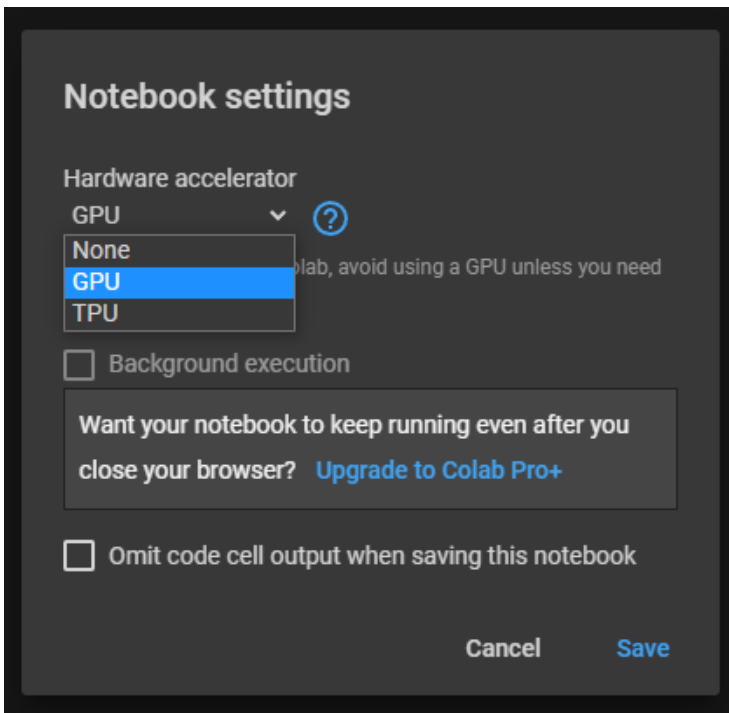 Notebook settings
Hardware accelerator
GPU
None
GPU
TPU
olab, avoid using a GPU unless you need
Background execution
Want your notebook to keep running even after you
close your browser? Upgrade to Colab Pro+
Omit code cell output when saving this notebook
Cancel Save